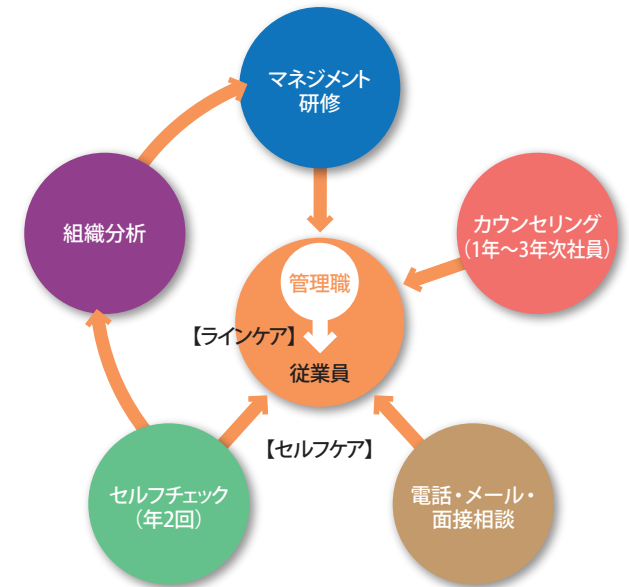 マネジメント
研修
組織分析
カウンセリング
(1年～3年次社員)
管理職
【ラインケア】
従業員
【セルフケア】
セルフチェック
(年2回)
電話・メール・
面接相談